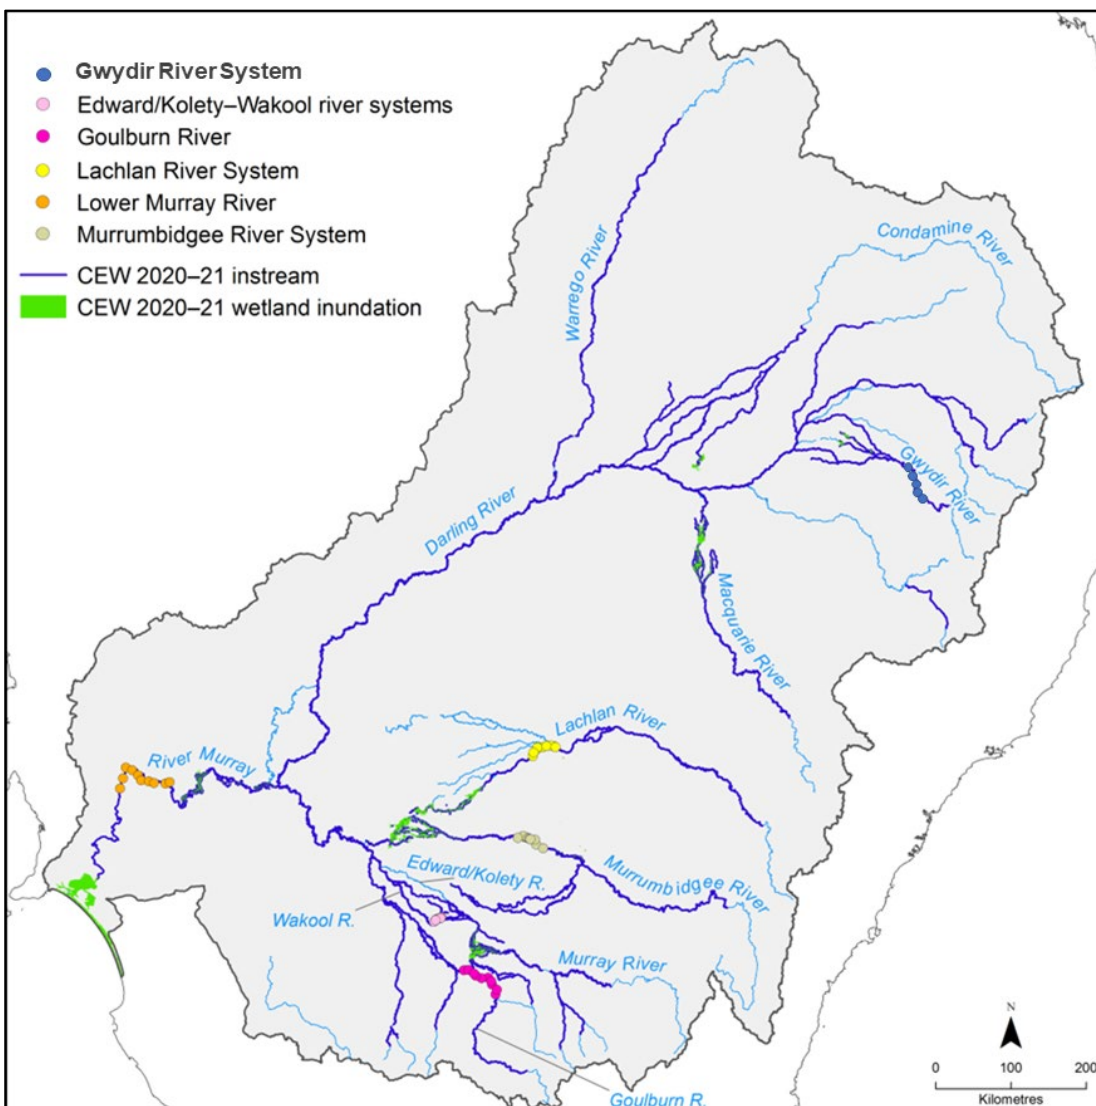 Gwydir River System
Edward/Kolety–Wakool river systems
Goulburn River
Lachlan River System
Lower Murray River
Murrumbidgee River System
CEW 2020–21 instream
CEW 2020–21 wetland inundation
Condamine River
Warrego River
Gwydir River
Darling River
Macquarie River
Lachlan River
River Murray
Edward/Kolety R.
Murrumbidgee River
Wakool R.
Murray River
Goulburn R.
N
0 100 200
Kilometres